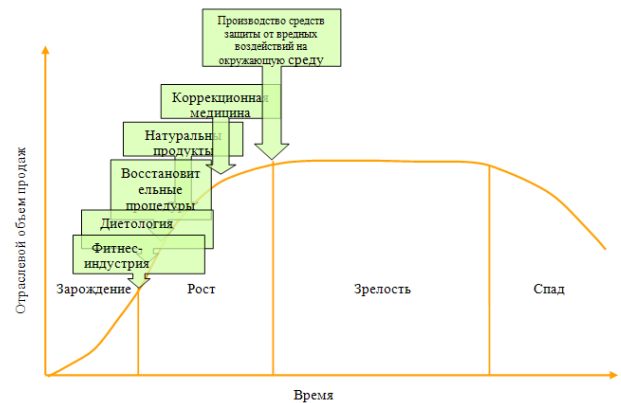 Производство средств
защиты от вредных
воздействий на
окружающую среду
Коррекционная
медицина
Натуральны
продукты
Восстановит
ельные
процедуры
Диетология
Фитнес-
индустрия
Отраслевой объем продаж
Зарождение
Рост
Зрелость
Спад
Время